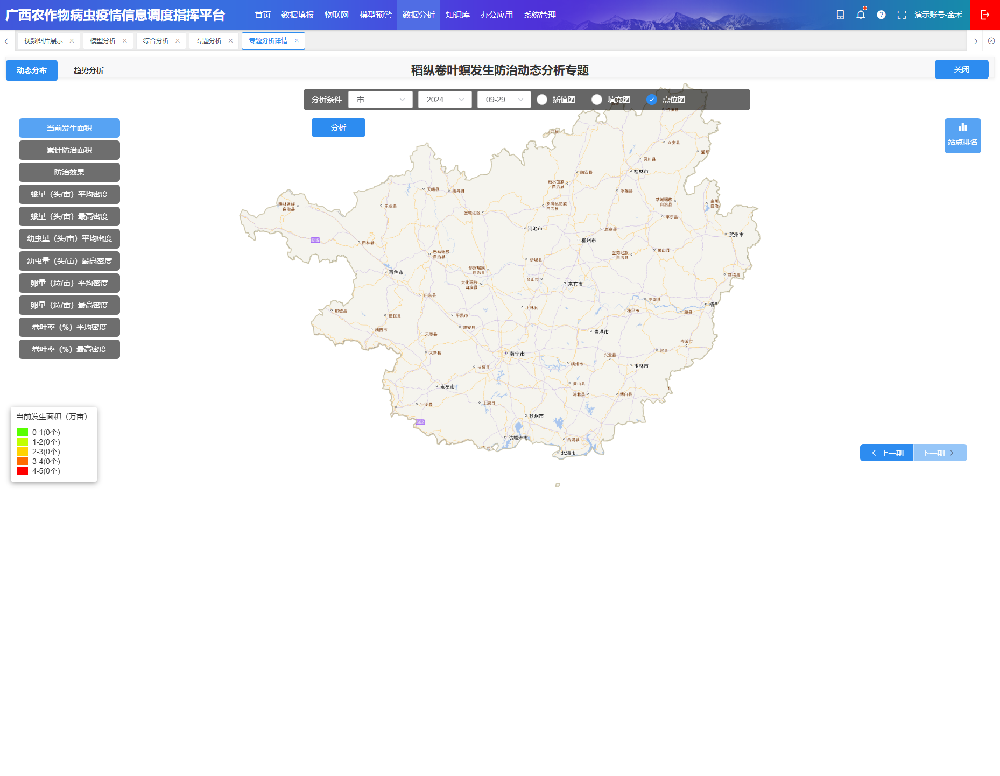 广西农作物病虫疫情信息调度指挥平台
首页 数据填报 物联网 模型预警 数据分析 知识库 办公应用 系统管理
演示账号-金禾
视频图片展示 模型分析 综合分析 专题分析 专题分析详情
动态分布 趋势分析
稻纵卷叶螟发生防治动态分析专题
关闭
分析条件 市 2024 09-29 插值图 填充图 点位图
分析
当前发生面积
累计防治面积
防治效果
蛾量（头/亩）平均密度
蛾量（头/亩）最高密度
幼虫量（头/亩）平均密度
幼虫量（头/亩）最高密度
卵量（粒/亩）平均密度
卵量（粒/亩）最高密度
卷叶率（%）平均密度
卷叶率（%）最高密度
站点排名
资源县
兴安县
灌阳
灵川县
桂林市
融安县
融水苗族
自治县
永福县
天峨县
南丹县
恭城瑶族
自治县
富川
自治
隆林各族
自治县
乐业县
罗城仫佬族
自治县
金城江区
平乐县
河池市
鹿寨县
贺州市
柳州市
S15
田林县
巴马瑶族
自治县
金秀瑶族
自治县
蒙山县
忻城县
都安瑶族
自治县
百色市
苍梧县
合山市
大化瑶族
自治县
来宾市
田东县
平南县
梧州
上林县
桂平市
藤县
那坡县
德保县
平果市
靖西市
隆安县
天等县
贵港市
岑溪市
大新县
南宁市
兴业县
容县
扶绥县
横州市
玉林市
崇左市
灵山县
浦北县
博白县
宁明县
上思县
钦州市
S62
防城港市
合浦县
东兴市
北海市
当前发生面积（万亩）
0-1(0个)
1-2(0个)
2-3(0个)
3-4(0个)
4-5(0个)
上一期 下一期